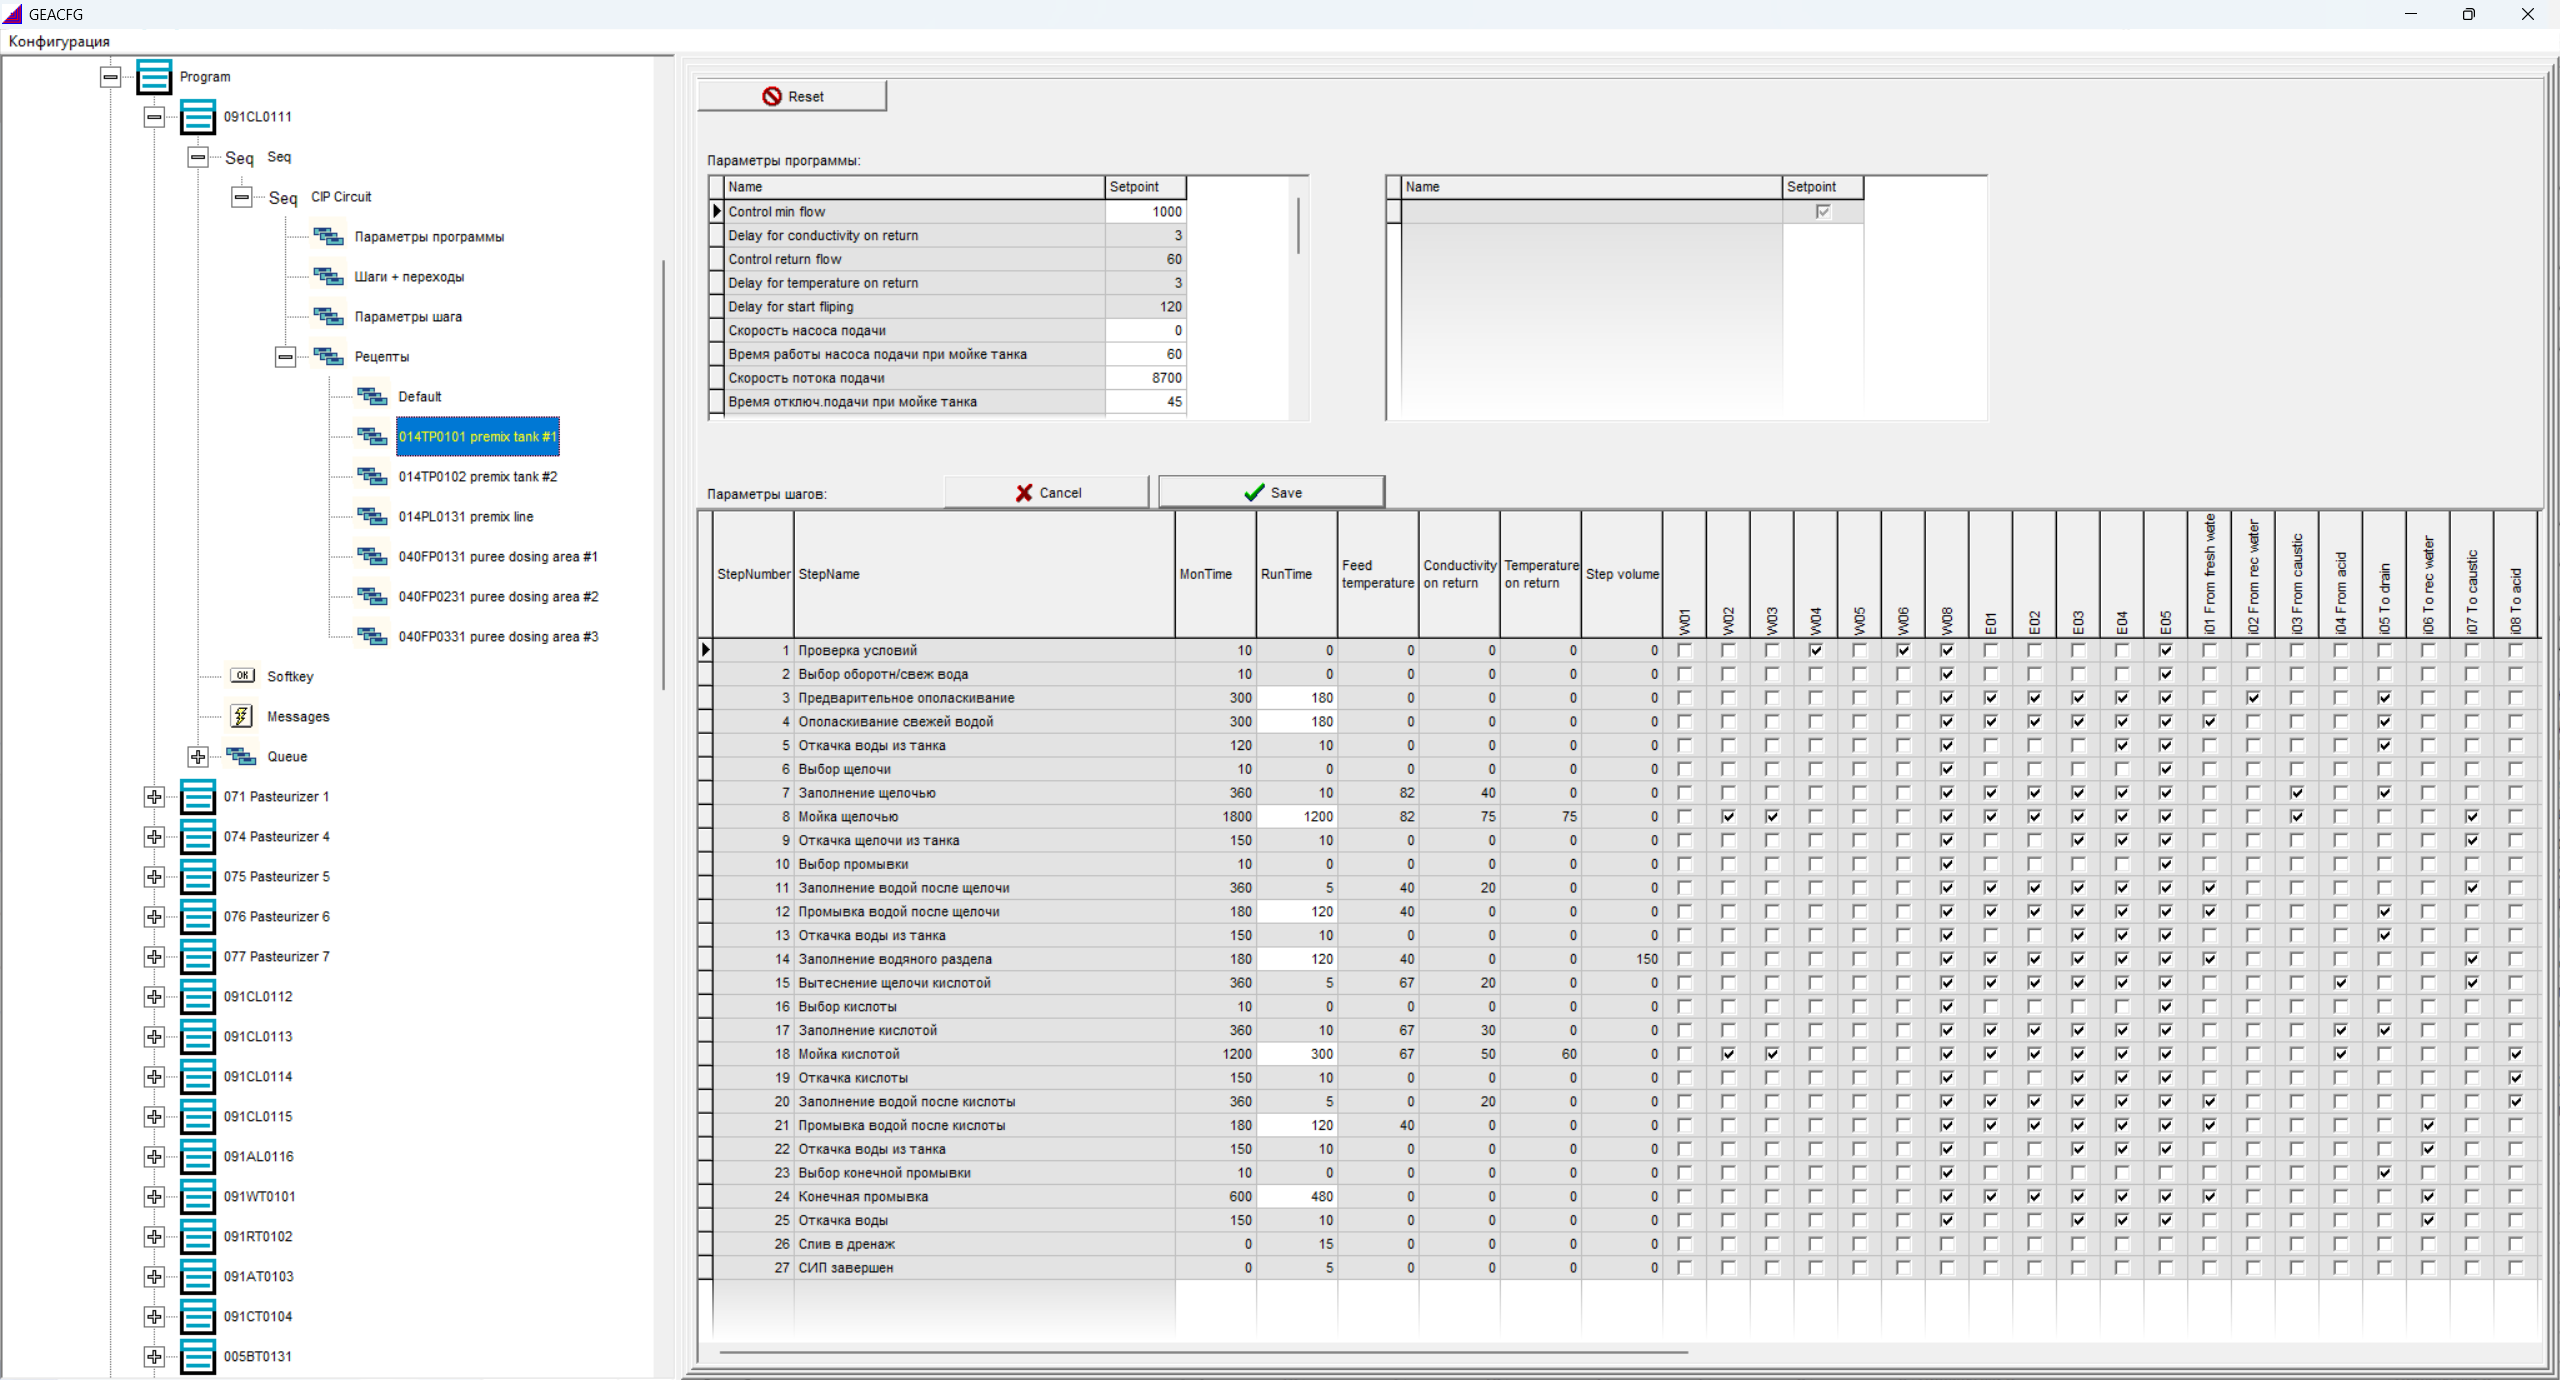 GEACFG
Конфигурация
Program
091CL0111
Seq Seq
Seq CIP Circuit
Параметры программы
Шаги + переходы
Параметры шага
Рецепты
Default
014TP0101 premix tank #1
014TP0102 premix tank #2
014PL0131 premix line
040FP0131 puree dosing area #1
040FP0231 puree dosing area #2
040FP0331 puree dosing area #3
OK Softkey
Messages
Queue
071 Pasteurizer 1
074 Pasteurizer 4
075 Pasteurizer 5
076 Pasteurizer 6
077 Pasteurizer 7
091CL0112
091CL0113
091CL0114
091CL0115
091AL0116
091WT0101
091RT0102
091AT0103
091CT0104
005BT0131
Reset
Параметры программы:
Name Setpoint
Control min flow 1000
Delay for conductivity on return 3
Control return flow 60
Delay for temperature on return 3
Delay for start fliping 120
Скорость насоса подачи 0
Время работы насоса подачи при мойке танка 60
Скорость потока подачи 8700
Время отключ.подачи при мойке танка 45
Name Setpoint
Параметры шагов:
Cancel
Save
StepNumber StepName MonTime RunTime Feed temperature Conductivity on return Temperature on return Step volume W01 W02 W03 W04 W05 W06 W08 E01 E02 E03 E04 E05 i01 From fresh wate i02 From rec water i03 From caustic i04 From acid i05 To drain i06 To rec water i07 To caustic i08 To acid
1 Проверка условий 10 0 0 0 0 0
2 Выбор оборотн/свеж вода 10 0 0 0 0 0
3 Предварительное ополаскивание 300 180 0 0 0 0
4 Ополаскивание свежей водой 300 180 0 0 0 0
5 Откачка воды из танка 120 10 0 0 0 0
6 Выбор щелочи 10 0 0 0 0 0
7 Заполнение щелочью 360 10 82 40 0 0
8 Мойка щелочью 1800 1200 82 75 75 0
9 Откачка щелочи из танка 150 10 0 0 0 0
10 Выбор промывки 10 0 0 0 0 0
11 Заполнение водой после щелочи 360 5 40 20 0 0
12 Промывка водой после щелочи 180 120 40 0 0 0
13 Откачка воды из танка 150 10 0 0 0 0
14 Заполнение водяного раздела 180 120 40 0 0 150
15 Вытеснение щелочи кислотой 360 5 67 20 0 0
16 Выбор кислоты 10 0 0 0 0 0
17 Заполнение кислотой 360 10 67 30 0 0
18 Мойка кислотой 1200 300 67 50 60 0
19 Откачка кислоты 150 10 0 0 0 0
20 Заполнение водой после кислоты 360 5 0 20 0 0
21 Промывка водой после кислоты 180 120 40 0 0 0
22 Откачка воды из танка 150 10 0 0 0 0
23 Выбор конечной промывки 10 0 0 0 0 0
24 Конечная промывка 600 480 0 0 0 0
25 Откачка воды 150 10 0 0 0 0
26 Слив в дренаж 0 15 0 0 0 0
27 СИП завершен 0 5 0 0 0 0